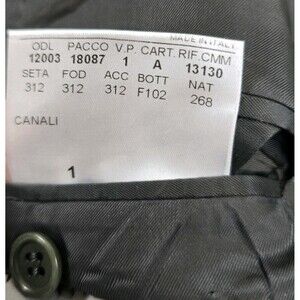 MADE IN ITALY
ODL PACCO V.P CART. RIF.CMM
12003 18087 1 A 13130
SETA FOD ACC BOTT NAT
312 312 312 F102 268
CANALI
1